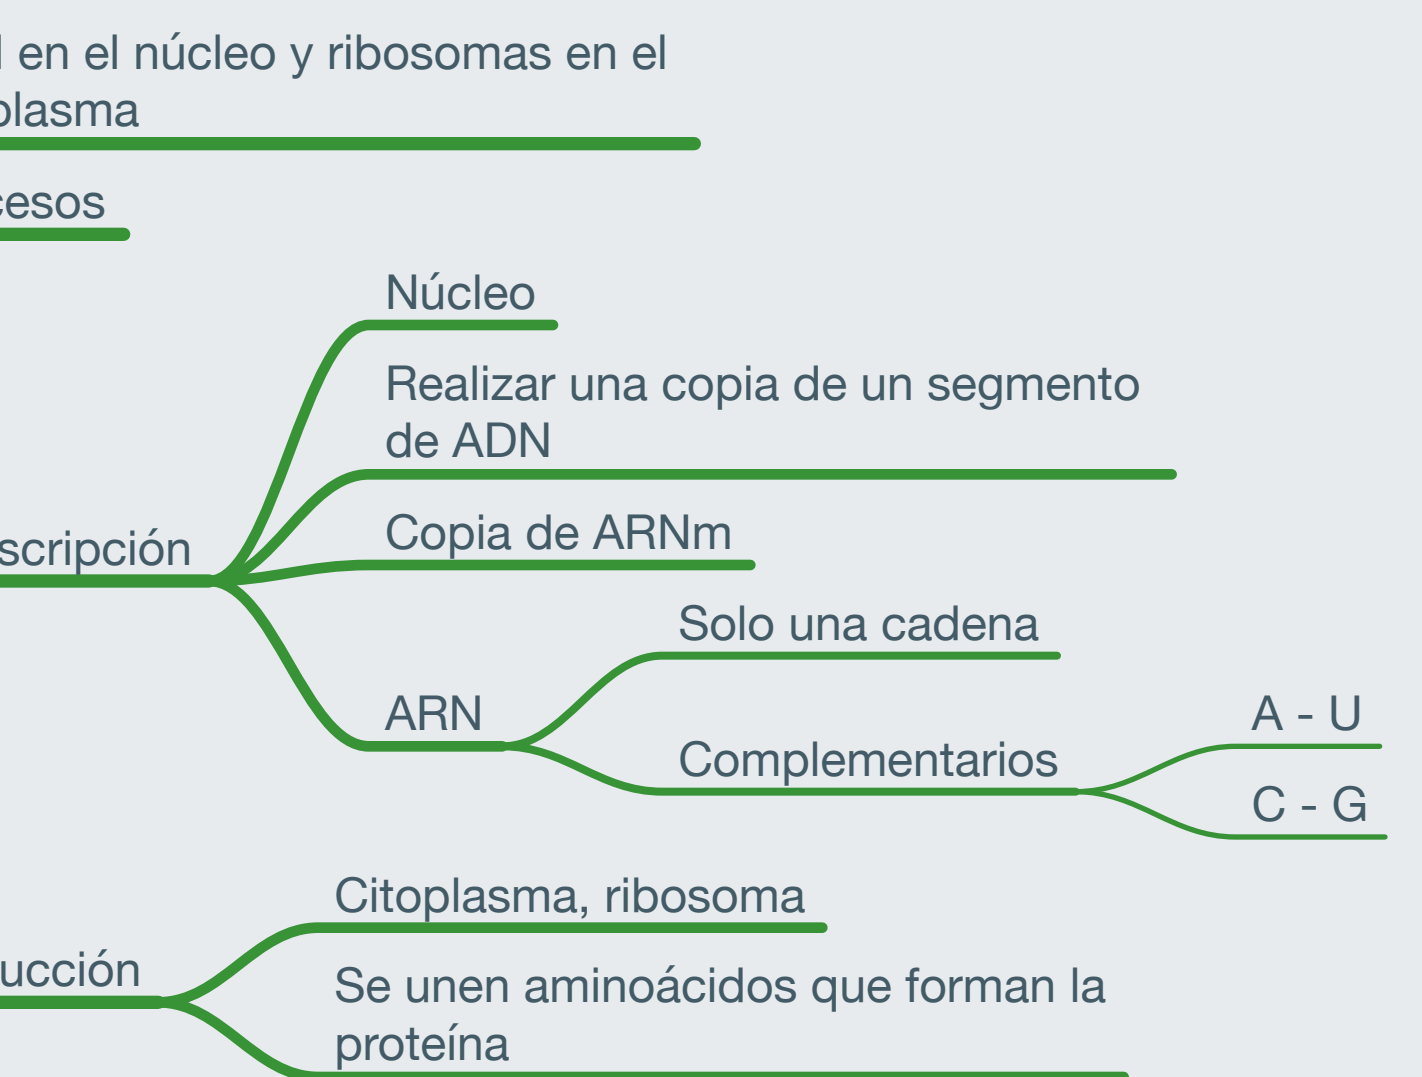 en el núcleo y ribosomas en el
plasma
cesos
Núcleo
Realizar una copia de un segmento
de ADN
scripción
Copia de ARNm
Solo una cadena
ARN
A - U
Complementarios
C - G
Citoplasma, ribosoma
ucción
Se unen aminoácidos que forman la
proteína